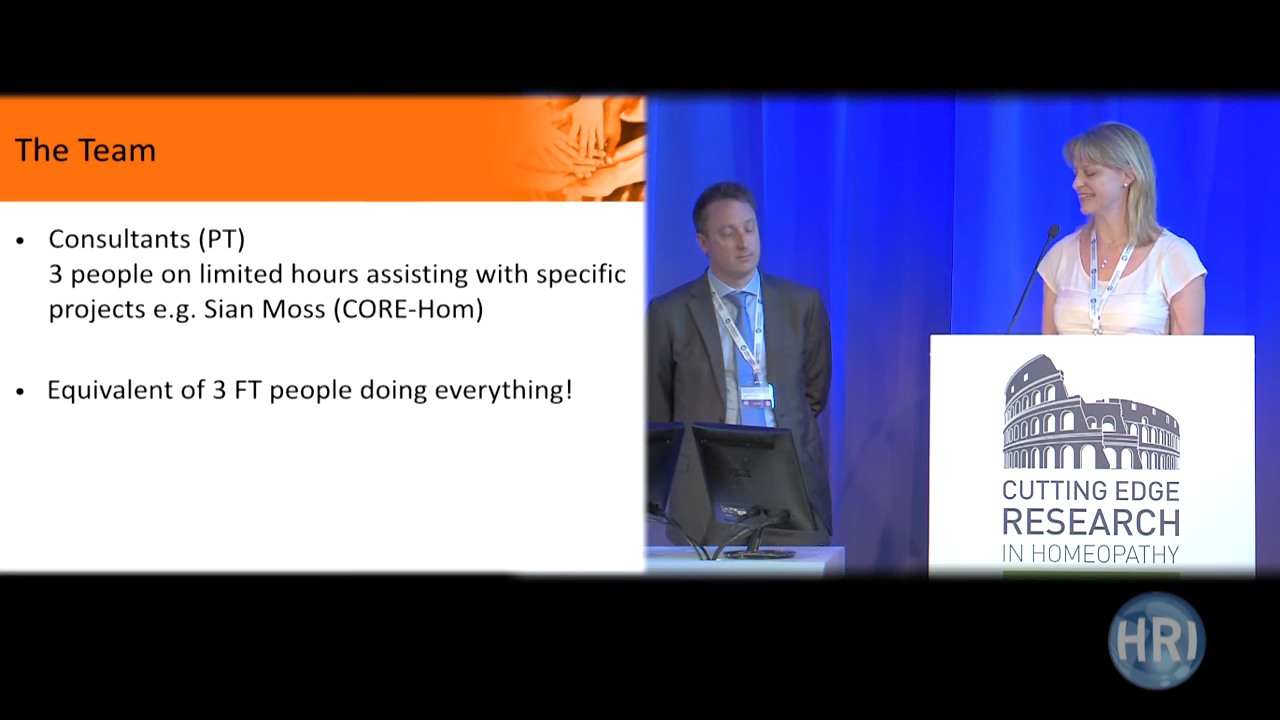 The Team
• Consultants (PT)
3 people on limited hours assisting with specific
projects e.g. Sian Moss (CORE-Hom)
• Equivalent of 3 FT people doing everything!
CUTTING EDGE
RESEARCH
IN HOMEOPATHY
HRI